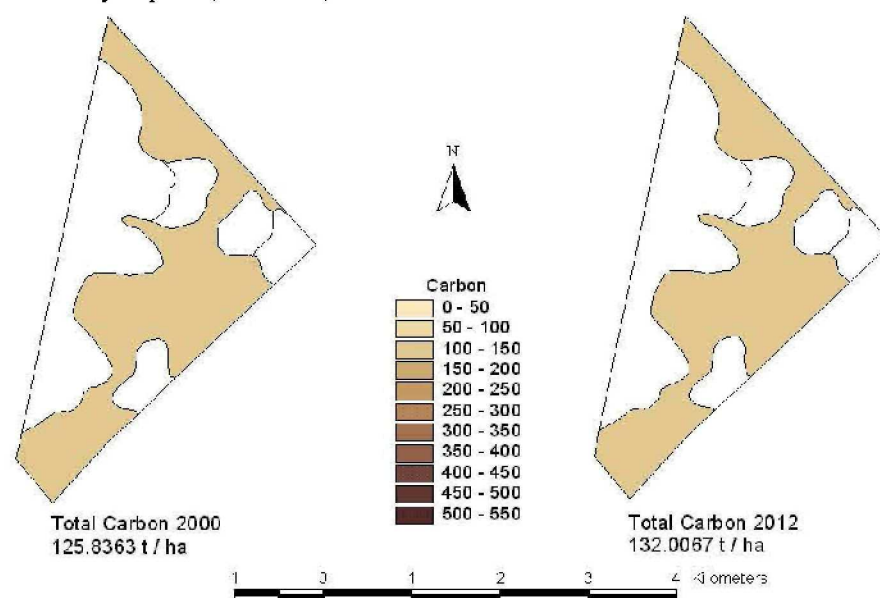 N
Carbon
0 - 50
50 - 100
100 - 150
150 - 200
200 - 250
250 - 300
300 - 350
350 - 400
400 - 450
450 - 500
500 - 550
Total Carbon 2000
125.8363 t / ha
Total Carbon 2012
132.0067 t / ha
1 0 1 2 3 4 Kilometers